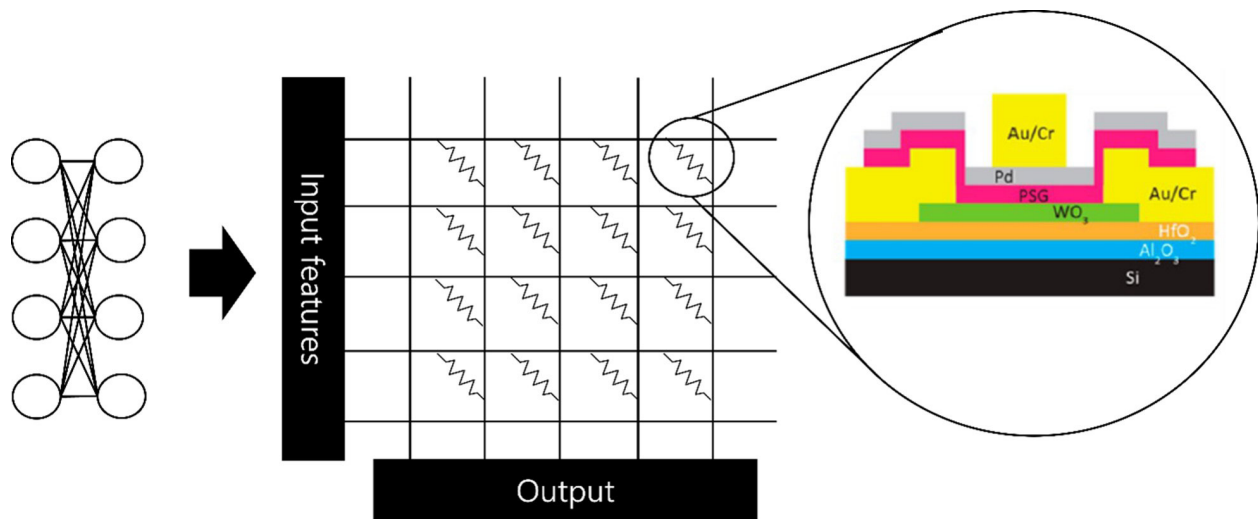 Input features
Output
Au/Cr
Pd
Au/Cr
PSG
WO₃
HfO₂
Al₂O₃
Si